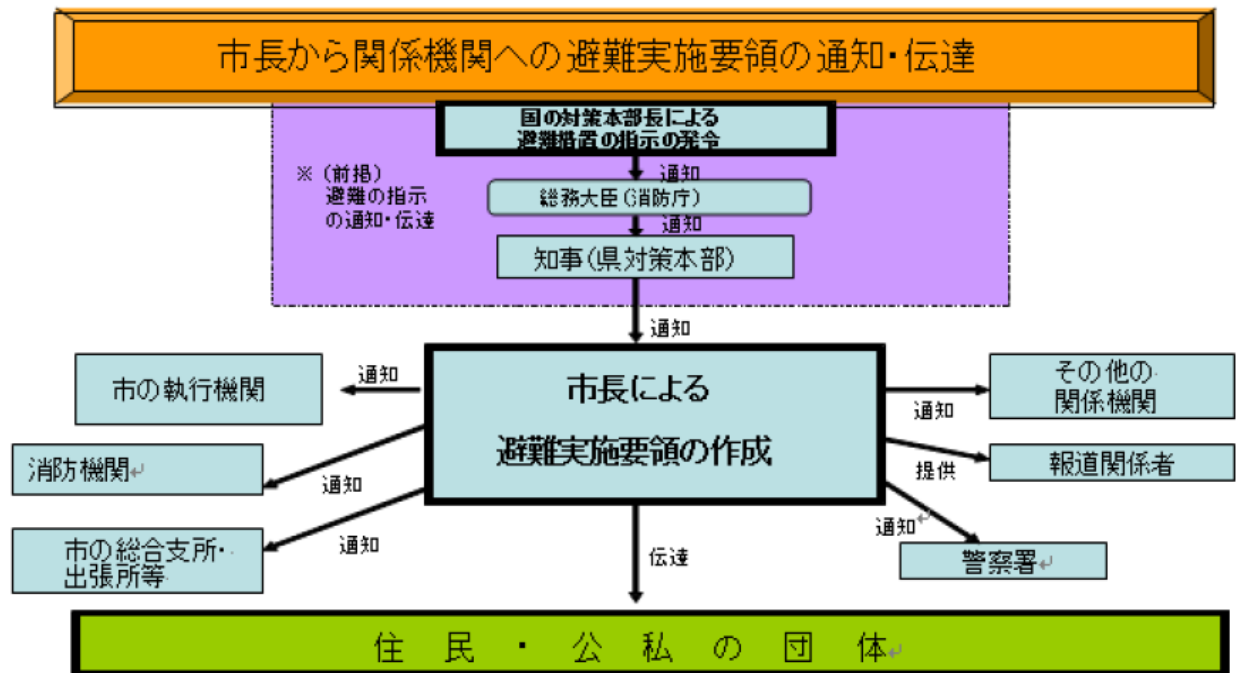 市長から関係機関への避難実施要領の通知・伝達
国の対策本部長による
避難措置の指示の発令
※(前掲)
避難の指示
の通知・伝達
通知
総務大臣(消防庁)
通知
知事(県対策本部)
通知
市の執行機関
通知
市長による
避難実施要領の作成
その他の
関係機関
通知
消防機関
通知
報道関係者
提供
市の総合支所・
出張所等
通知
通知
警察署
伝達
住民・公私の団体